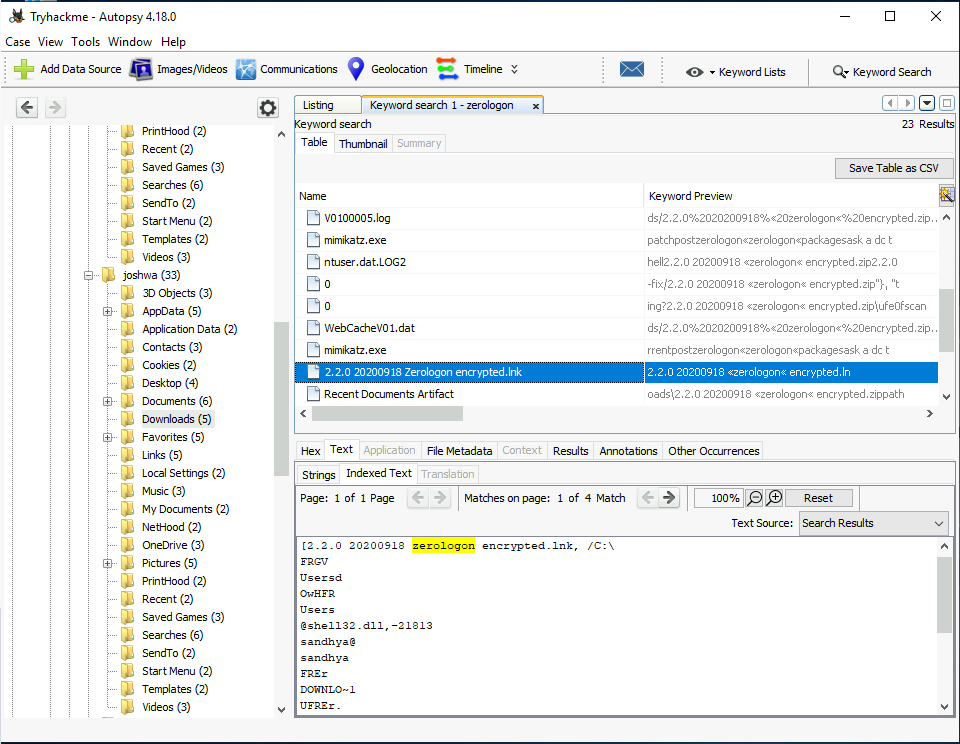 Tryhackme - Autopsy 4.18.0
Case View Tools Window Help
Add Data Source Images/Videos Communications Geolocation Timeline Keyword Lists Keyword Search
Listing Keyword search 1 - zerologon x
Keyword search 23 Results
Table Thumbnail Summary
Save Table as CSV
Name Keyword Preview
V0100005.log ds/2.2.0%2020200918%«20zerologon«%20encrypted.zip...
mimikatz.exe patchpostzerologon«zerologon«packagesask a dc t
ntuser.dat.LOG2 hell2.2.0 20200918 «zerologon« encrypted.zip2.2.0
0 -fix/2.2.0 20200918 «zerologon« encrypted.zip"}, "t
0 ing?2.2.0 20200918 «zerologon« encrypted.zip\ufe0fscan
WebCacheV01.dat ds/2.2.0%2020200918%«20zerologon«%20encrypted.zip...
mimikatz.exe rrentpostzerologon«zerologon«packagesask a dc t
2.2.0 20200918 Zerologon encrypted.lnk 2.2.0 20200918 «zerologon« encrypted.ln
Recent Documents Artifact oads\2.2.0 20200918 «zerologon« encrypted.zippath
PrintHood (2)
Recent (2)
Saved Games (3)
Searches (6)
SendTo (2)
Start Menu (2)
Templates (2)
Videos (3)
joshwa (33)
3D Objects (3)
AppData (5)
Application Data (2)
Contacts (3)
Cookies (2)
Desktop (4)
Documents (6)
Downloads (5)
Favorites (5)
Links (5)
Local Settings (2)
Music (3)
My Documents (2)
NetHood (2)
OneDrive (3)
Pictures (5)
PrintHood (2)
Recent (2)
Saved Games (3)
Searches (6)
SendTo (2)
Start Menu (2)
Templates (2)
Videos (3)
Hex Text Application File Metadata Context Results Annotations Other Occurrences
Strings Indexed Text Translation
Page: 1 of 1 Page Matches on page: 1 of 4 Match 100% Reset
Text Source: Search Results
[2.2.0 20200918 zerologon encrypted.lnk, /C:\
FRGV
Usersd
OwHFR
Users
@shell32.dll,-21813
sandhya@
sandhya
FREr
DOWNLO~1
UFREr.